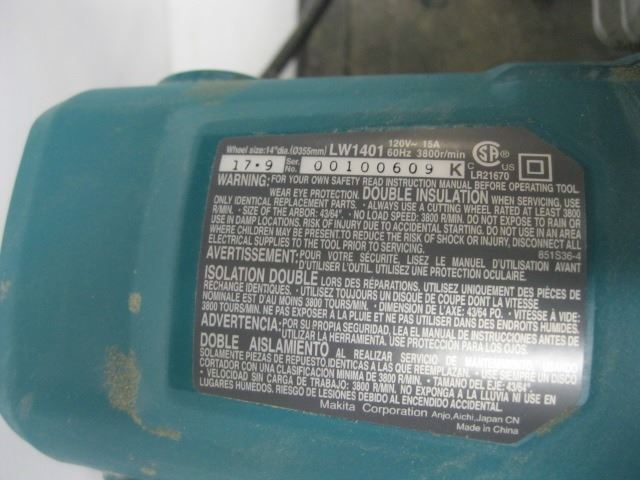 Wheel size:14"dia.(Ø355mm) LW1401 120V~ 15A
60Hz 3800r/min
17•9 Ser. No. 00100609 K
C SA US
LR21670
WARNING: •FOR YOUR OWN SAFETY READ INSTRUCTION MANUAL BEFORE OPERATING TOOL.
WEAR EYE PROTECTION. DOUBLE INSULATION WHEN SERVICING, USE
ONLY IDENTICAL REPLACEMENT PARTS. • ALWAYS USE A CUTTING WHEEL RATED AT LEAST 3800
R/MIN. • SIZE OF THE ARBOR: 43/64". • NO LOAD SPEED: 3800 R/MIN. DO NOT EXPOSE TO RAIN OR
USE IN DAMP LOCATIONS. RISK OF INJURY DUE TO ACCIDENTAL STARTING. DO NOT USE IN AN AREA
WHERE CHILDREN MAY BE PRESENT TO REDUCE THE RISK OF SHOCK OR INJURY, DISCONNECT ALL
ELECTRICAL SUPPLIES TO THE TOOL PRIOR TO SERVICING.
851S36-4
AVERTISSEMENT: •POUR VOTRE SÉCURITÉ, LISEZ LE MANUEL D'UTILISATION AVANT
D'UTILISER L'OUTIL. UTILISEZ UNE PROTECTION OCULAIRE.
ISOLATION DOUBLE LORS DES RÉPARATIONS, UTILISEZ UNIQUEMENT DES PIÈCES DE
RECHANGE IDENTIQUES. • UTILISEZ TOUJOURS UN DISQUE DE COUPE DONT LA VITESSE
NOMINALE EST D'AU MOINS 3800 TOURS/MIN. • DIMENSION DE L'AXE: 43/64 PO. • VITESSE À VIDE:
3800 TOURS/MIN. NE PAS EXPOSER À LA PLUIE ET NE PAS UTILISER DANS DES ENDROITS HUMIDES.
ADVERTENCIA: •POR SU PROPIA SEGURIDAD, LEA EL MANUAL DE INSTRUCCIONES ANTES DE
UTILIZAR LA HERRAMIENTA. USE PROTECCIÓN PARA LOS OJOS.
DOBLE AISLAMIENTO AL REALIZAR SERVICIO DE MANTENIMIENTO, USE
SOLAMENTE PIEZAS DE REPUESTO IDÉNTICAS A LAS QUE REEMPLAZAN. • USE SIEMPRE UN DISCO
CORTADOR CON UNA CLASIFICACIÓN MÍNIMA DE 3800 R/MIN. • TAMAÑO DEL EJE: 43/64"
• VELOCIDAD SIN CARGA DE TRABAJO: 3800 R/MIN. NO EXPONGA A LA LLUVIA NI USE EN
LUGARES HÚMEDOS. RIESGO DE LESIONES DEBIDO AL ENCENDIDO ACCIDENTAL.
Makita Corporation Anjo,Aichi,Japan CN
Made in China